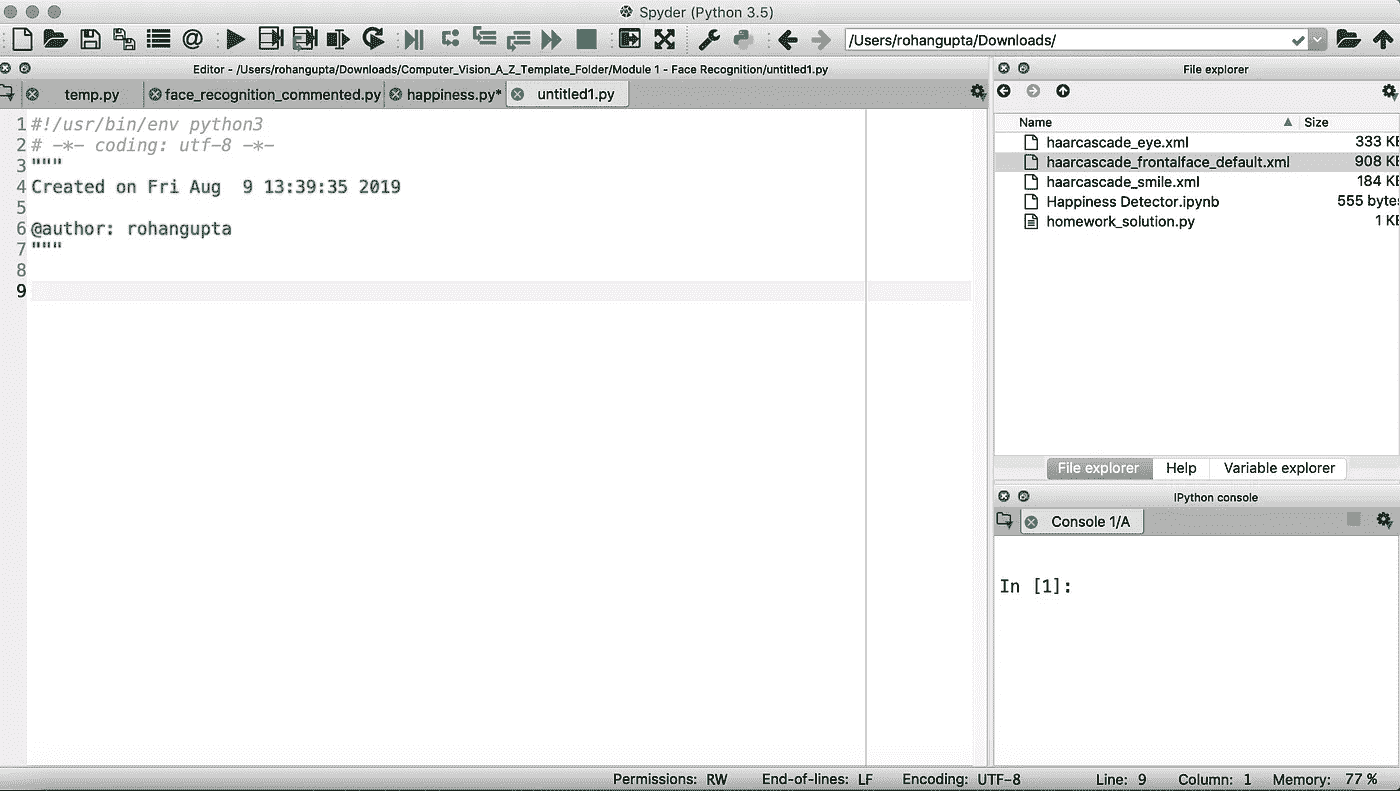 Spyder (Python 3.5)
/Users/rohangupta/Downloads/
Editor - /Users/rohangupta/Downloads/Computer_Vision_A_Z_Template_Folder/Module 1 - Face Recognition/untitled1.py
temp.py face_recognition_commented.py happiness.py* untitled1.py
1 #!/usr/bin/env python3
2 # -*- coding: utf-8 -*-
3 """
4 Created on Fri Aug  9 13:39:35 2019
5
6 @author: rohangupta
7 """
8
9
File explorer
Name Size
haarcascade_eye.xml 333 KB
haarcascade_frontalface_default.xml 908 KB
haarcascade_smile.xml 184 KB
Happiness Detector.ipynb 555 bytes
homework_solution.py 1 KB
File explorer Help Variable explorer
IPython console
Console 1/A
In [1]:
Permissions: RW End-of-lines: LF Encoding: UTF-8 Line: 9 Column: 1 Memory: 77 %